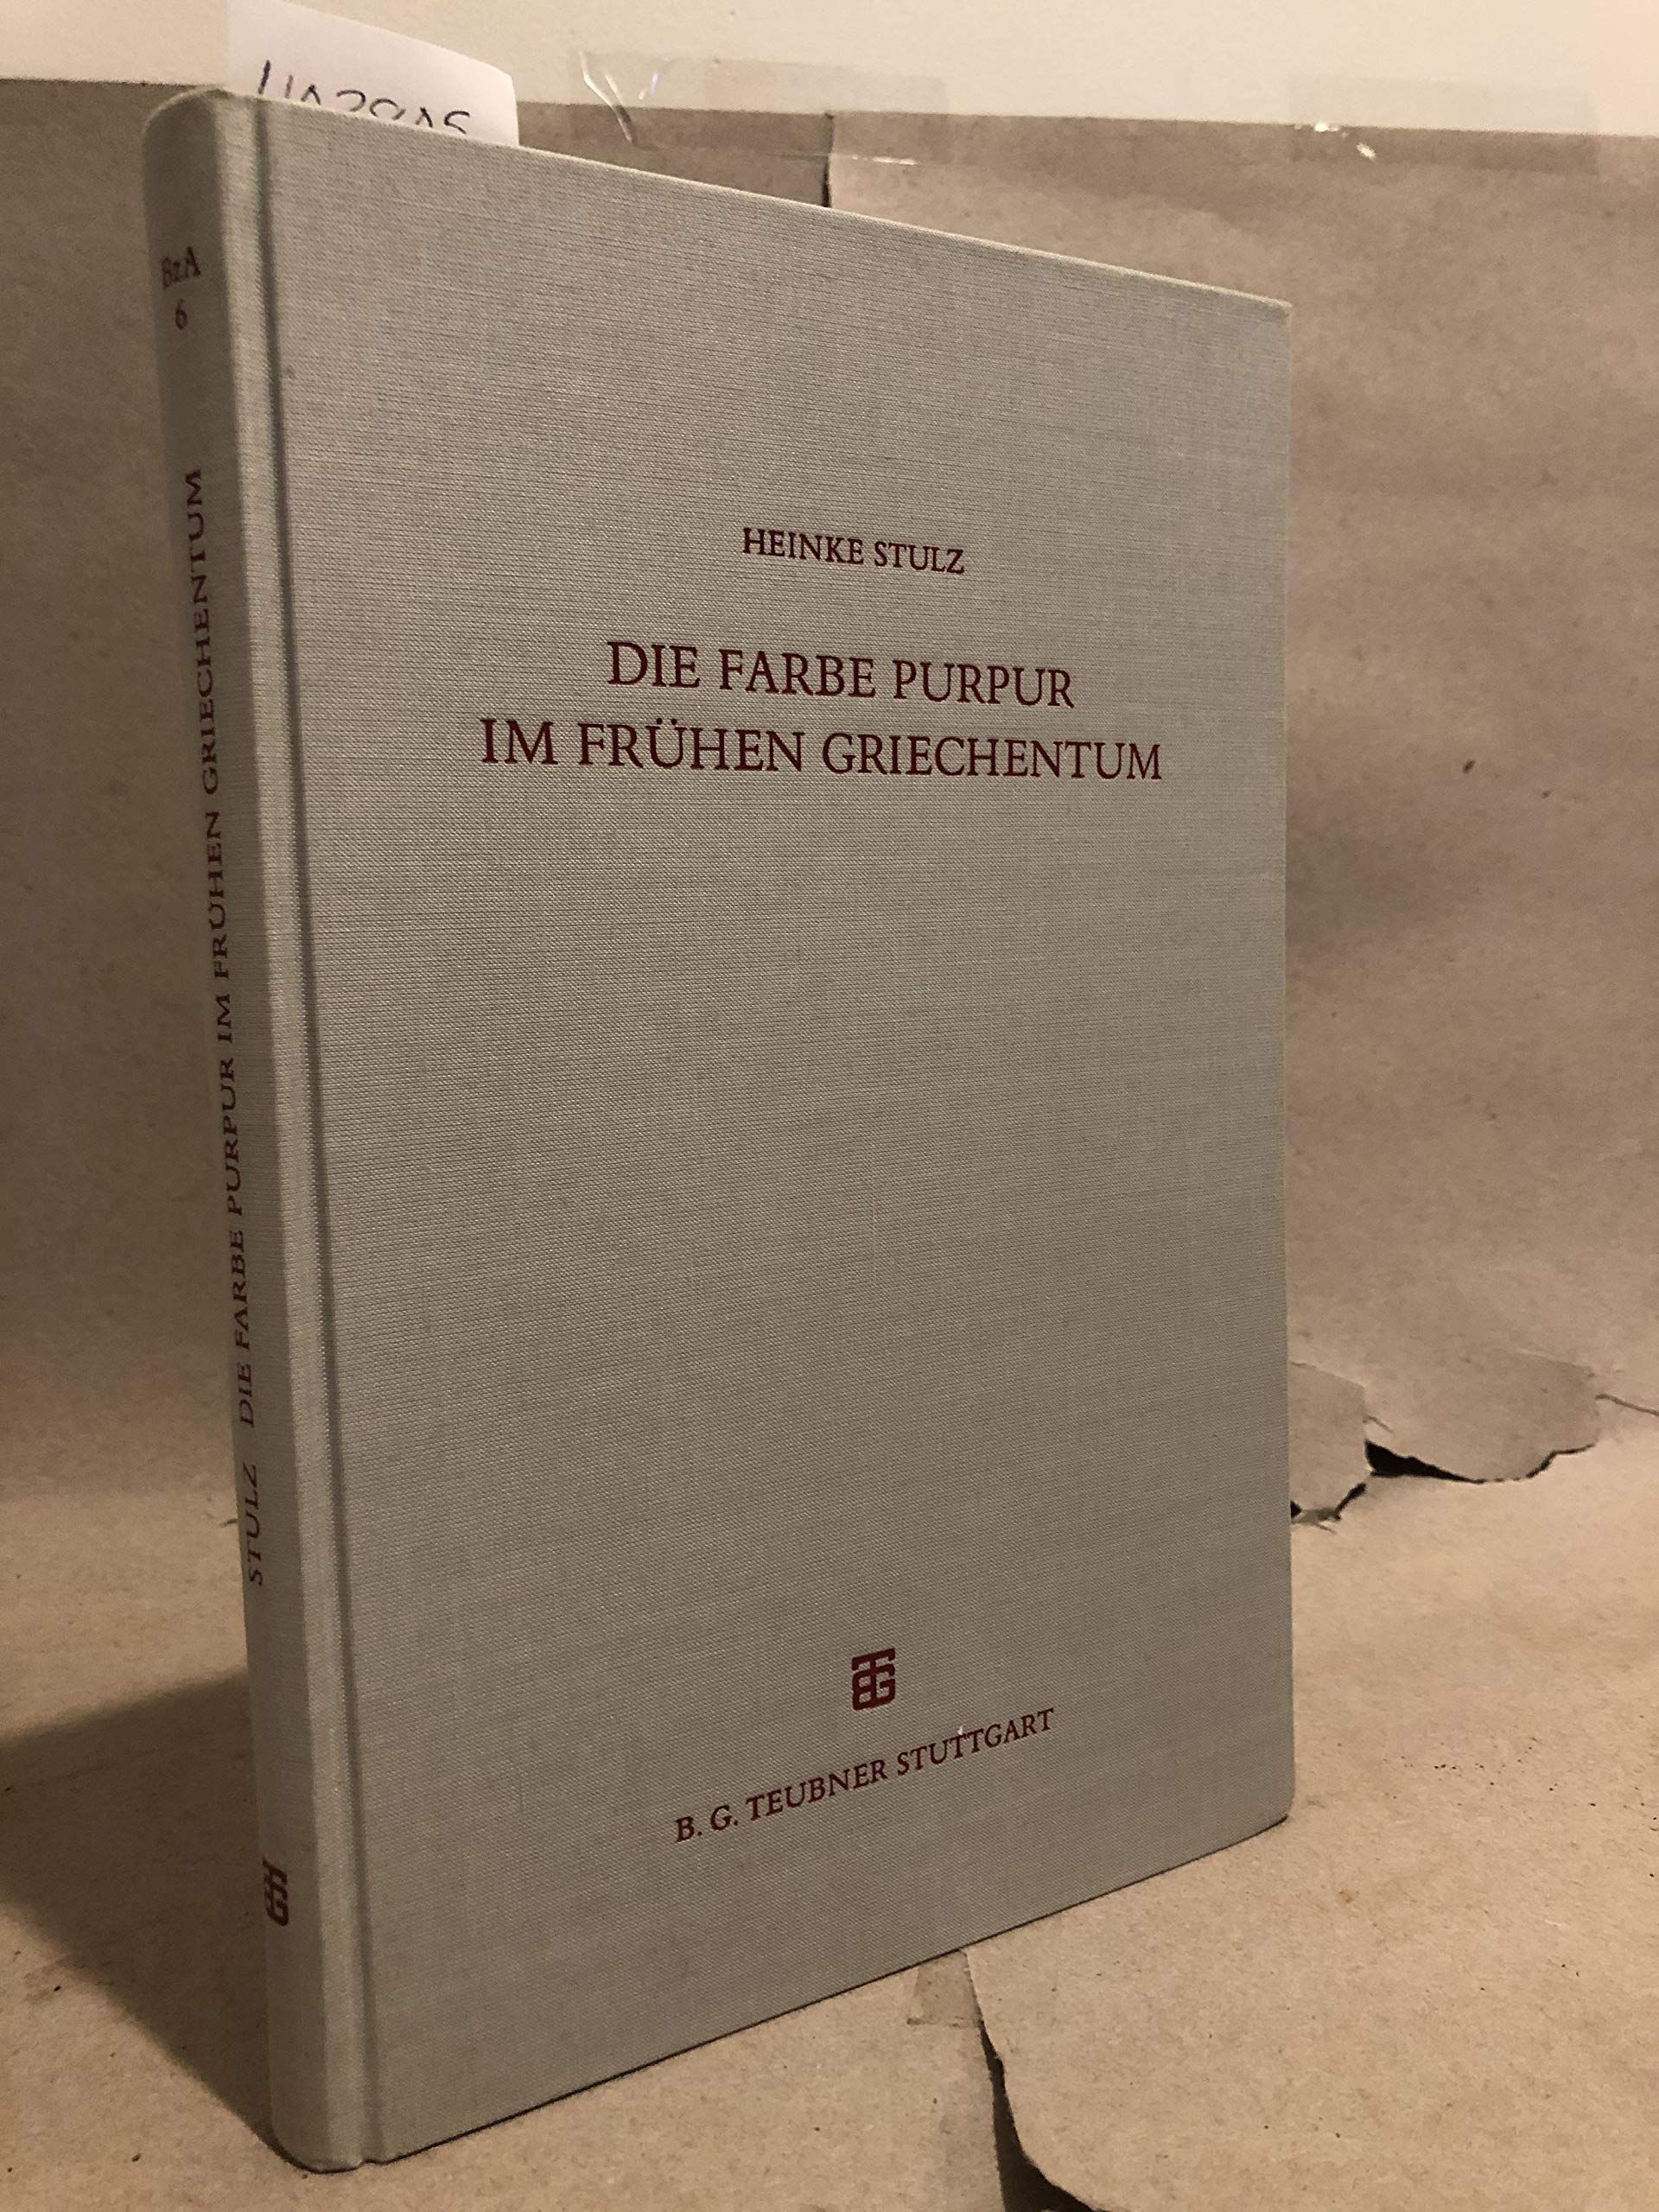 BzA
6
STULZ DIE FARBE PURPUR IM FRÜHEN GRIECHENTUM
HEINKE STULZ
DIE FARBE PURPUR
IM FRÜHEN GRIECHENTUM
B. G. TEUBNER STUTTGART